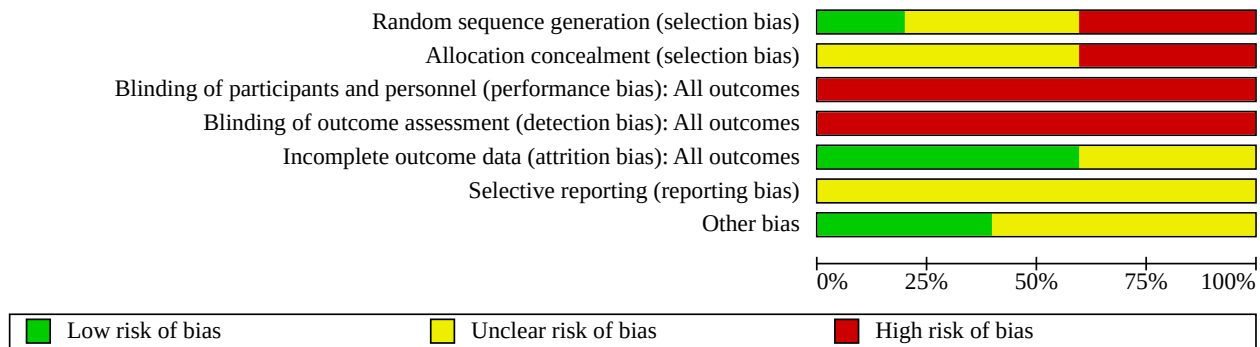 Random sequence generation (selection bias)
Allocation concealment (selection bias)
Blinding of participants and personnel (performance bias): All outcomes
Blinding of outcome assessment (detection bias): All outcomes
Incomplete outcome data (attrition bias): All outcomes
Selective reporting (reporting bias)
Other bias
0% 25% 50% 75% 100%
Low risk of bias Unclear risk of bias High risk of bias